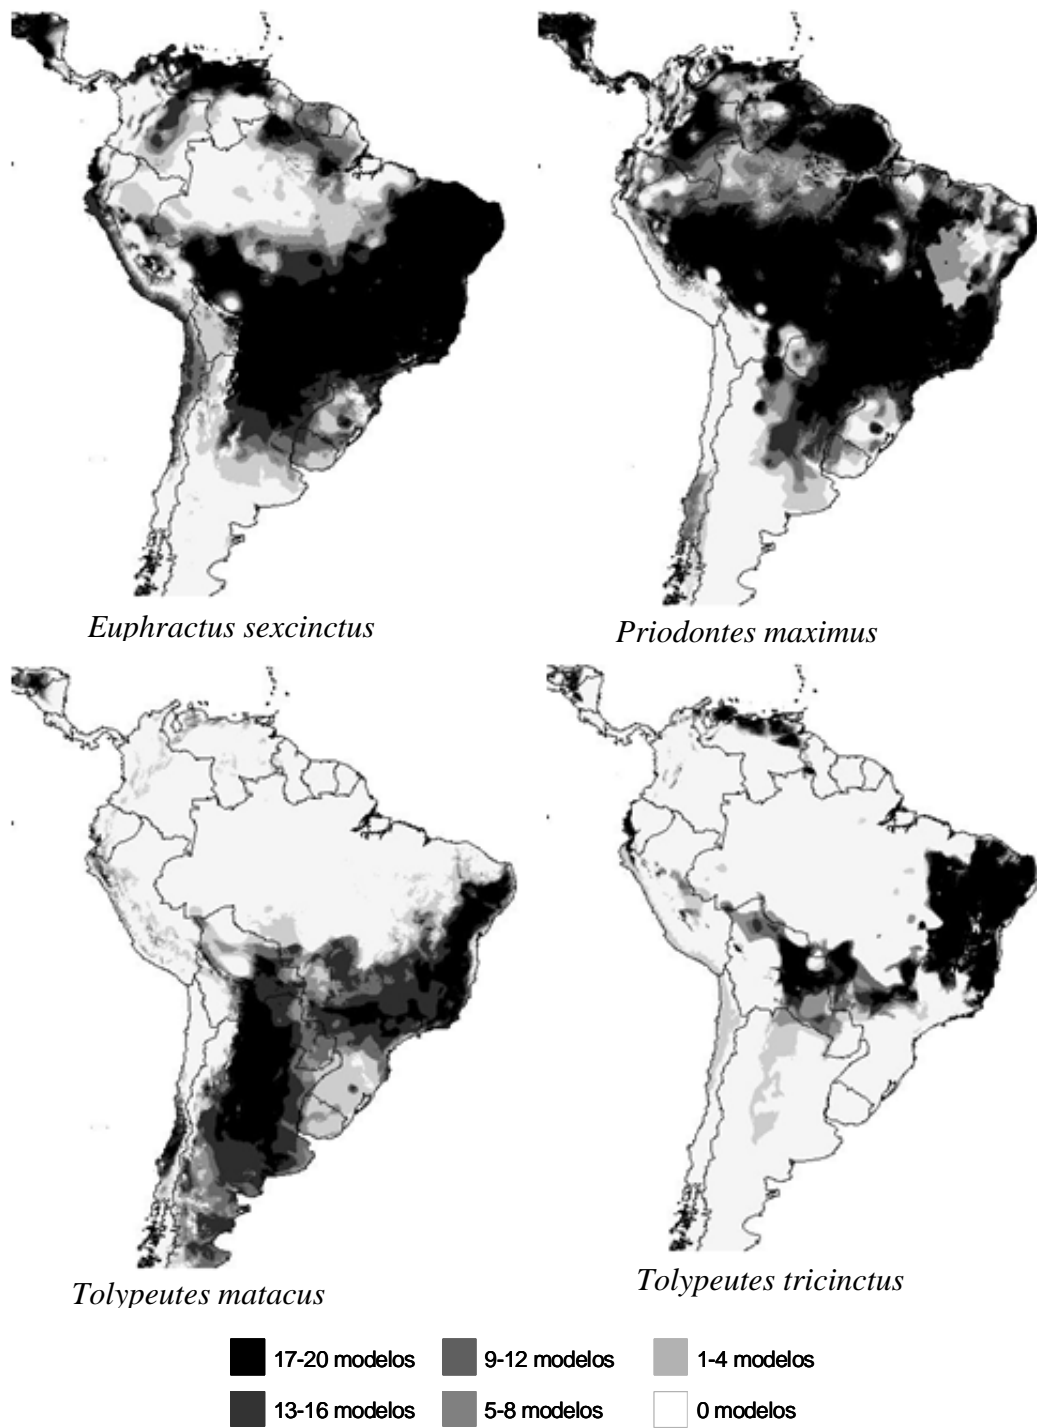 Euphractus sexcinctus
Priodontes maximus
Tolypeutes matacus
Tolypeutes tricinctus
17-20 modelos
9-12 modelos
1-4 modelos
13-16 modelos
5-8 modelos
0 modelos